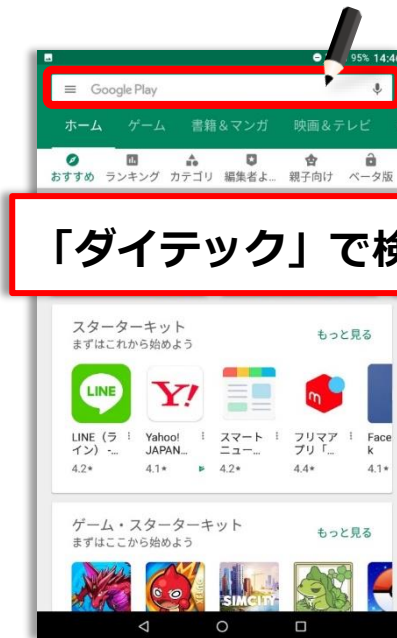 95% 14:46
Google Play
ホーム ゲーム 書籍＆マンガ 映画＆テレビ
おすすめ ランキング カテゴリ 編集者よ... 親子向け ベータ版
「ダイテック」で検
スターターキット
まずはこれから始めよう
もっと見る
LINE
Y!
m
LINE（ラ
イン） -...
Yahoo!
JAPAN...
スマート
ニュー...
フリマア
プリ「...
Face
k
4.2★ 4.1★ 4.2★ 4.4★ 4.1★
ゲーム・スターターキット
まずはここから始めよう
もっと見る
SIMCITY